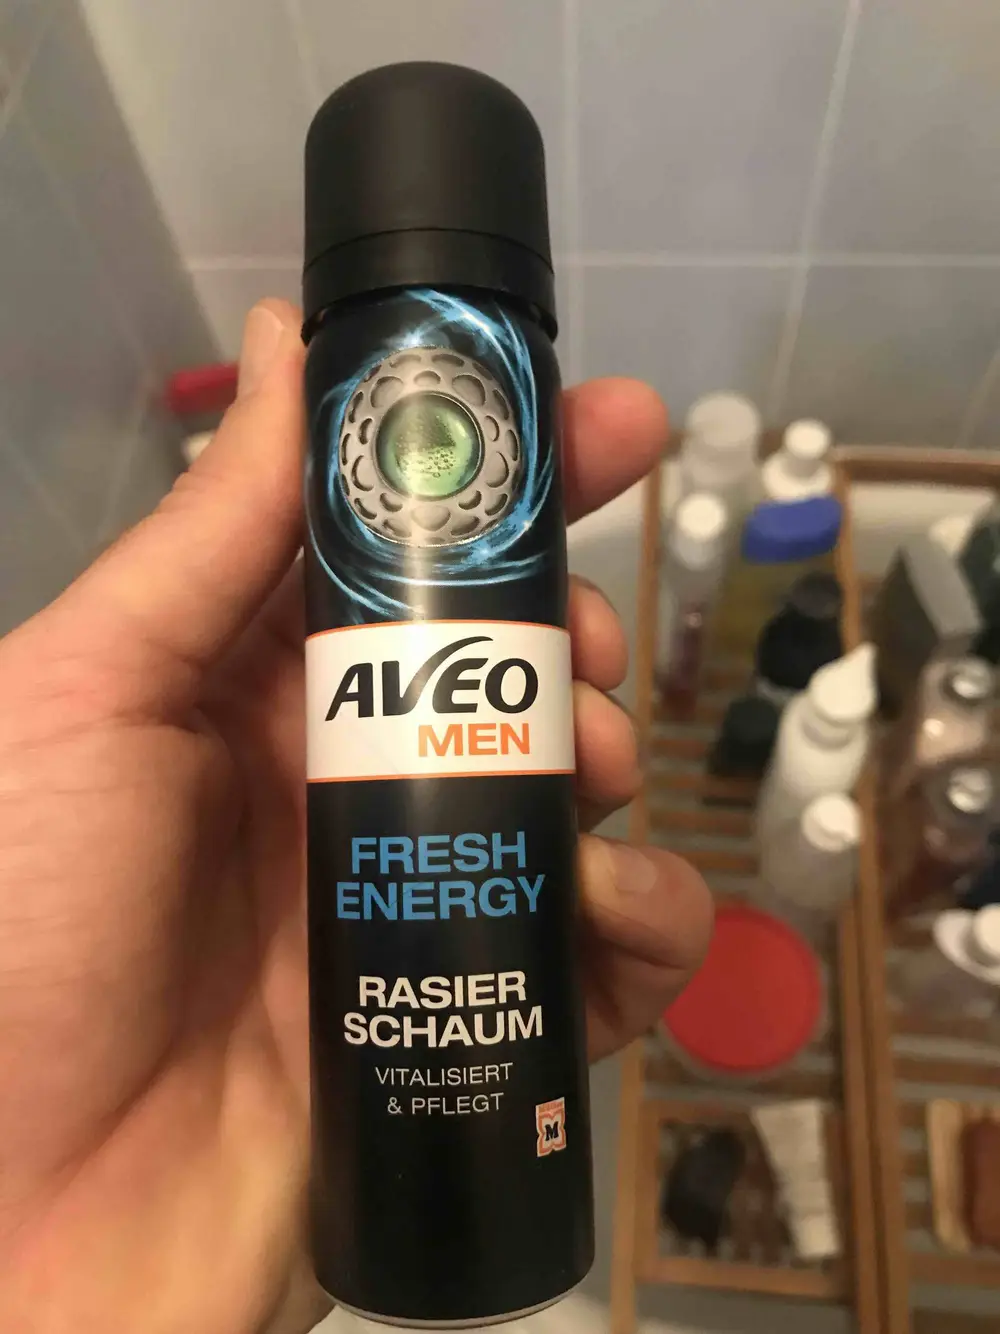 AVEO
MEN
FRESH
ENERGY
RASIER
SCHAUM
VITALISIERT
& PFLEGT
M